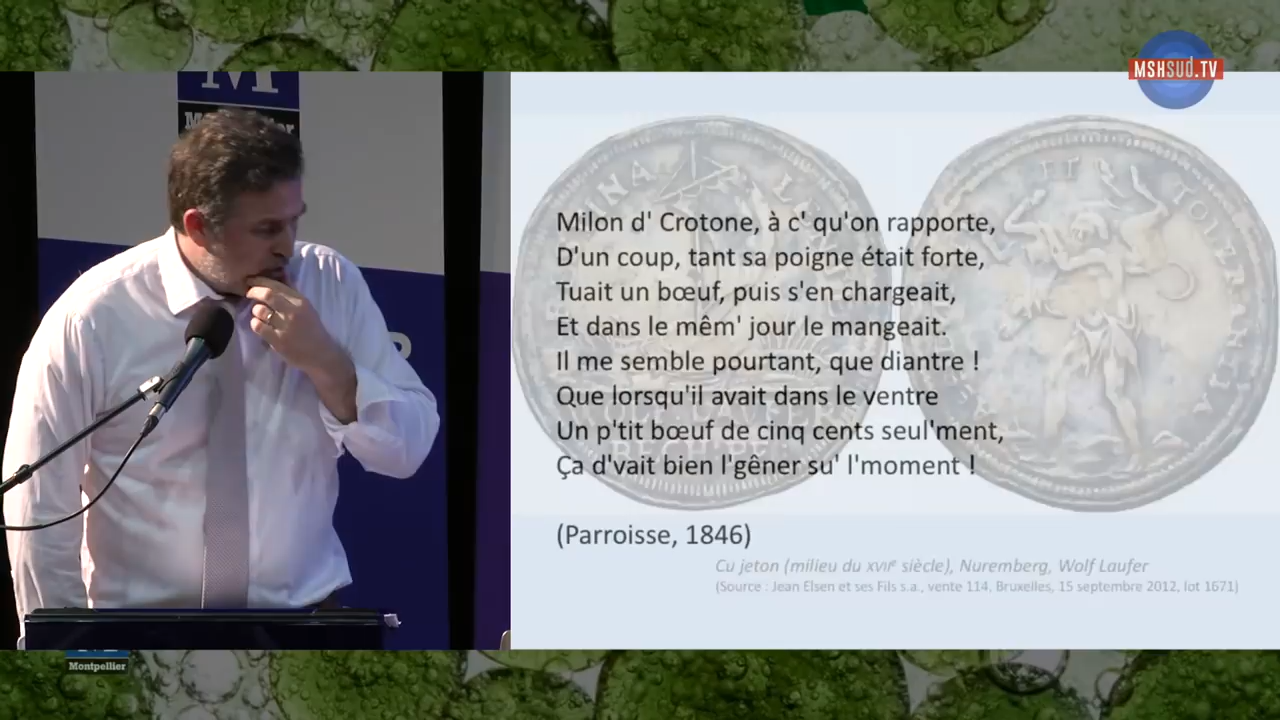 MSHSUD.TV
M
Milon d' Crotone, à c' qu'on rapporte,
D'un coup, tant sa poigne était forte,
Tuait un bœuf, puis s'en chargeait,
Et dans le mêm' jour le mangeait.
Il me semble pourtant, que diantre !
Que lorsqu'il avait dans le ventre
Un p'tit bœuf de cinq cents seul'ment,
Ça d'vait bien l'gêner su' l'moment !
(Parroisse, 1846)
Cu jeton (milieu du XVIIe siècle), Nuremberg, Wolf Laufer
(Source : Jean Elsen et ses Fils s.a., vente 114, Bruxelles, 15 septembre 2012, lot 1671)
ET TOLERANTIA
Montpellier